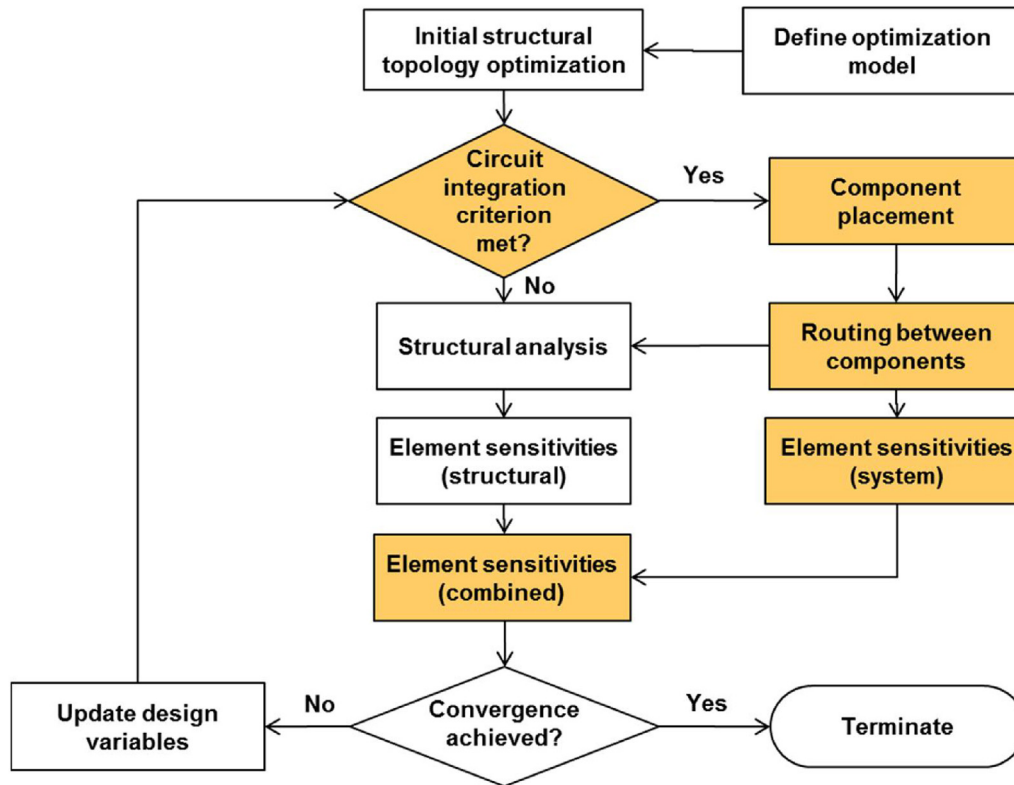 Initial structural
topology optimization
Define optimization
model
Circuit
integration
criterion
met?
Yes
Component
placement
No
Structural analysis
Routing between
components
Element sensitivities
(structural)
Element sensitivities
(system)
Element sensitivities
(combined)
Update design
variables
No
Convergence
achieved?
Yes
Terminate